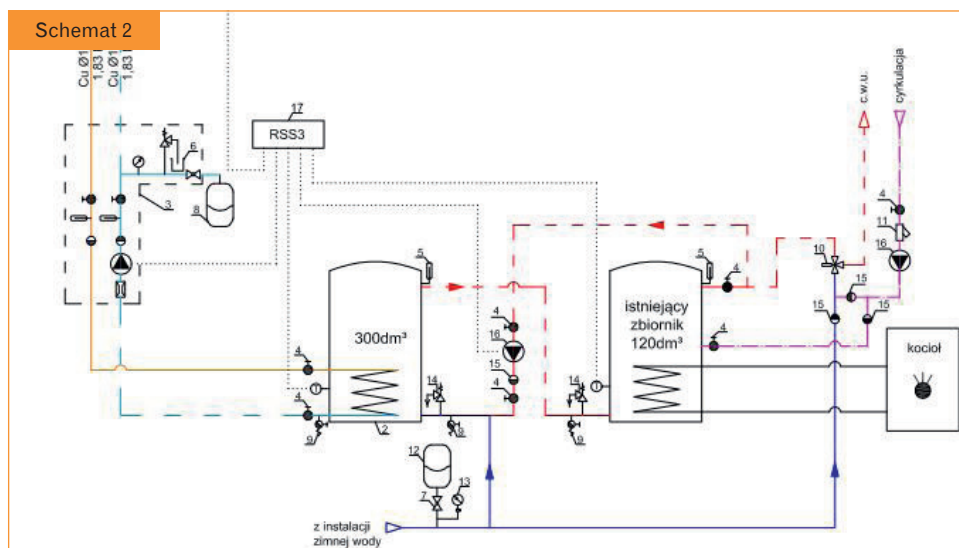 Schemat 2
Cu Ø1
1,83
Cu Ø1
1,83
17
RSS3
6
3
8
c.w.u.
cyrkulacja
4
11
16
10
15
15
15
5
300dm³
4
4
9
2
14
9
4
16
15
4
5
4
istniejący
zbiornik
120dm³
4
14
9
kocioł
12
7
13
z instalacji
zimnej wody